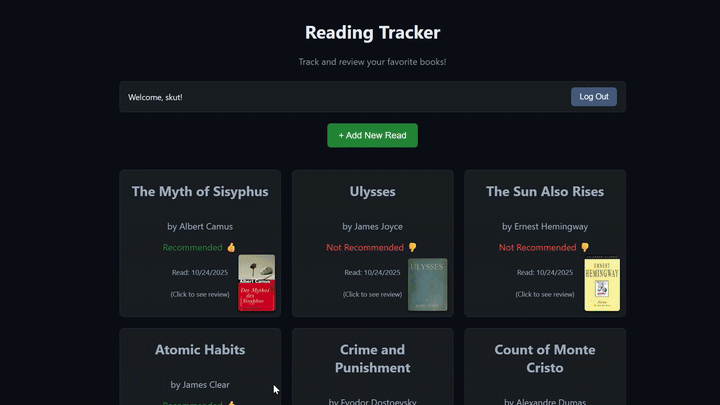 Reading Tracker
Track and review your favorite books!
Welcome, skut!
Log Out
+ Add New Read
The Myth of Sisyphus
by Albert Camus
Recommended 👍
Read: 10/24/2025
(Click to see review)
Albert Camus
Der Mythos
des
Sisyphos
Ulysses
by James Joyce
Not Recommended 👎
Read: 10/24/2025
(Click to see review)
ULYSSES
The Sun Also Rises
by Ernest Hemingway
Not Recommended 👎
Read: 10/24/2025
(Click to see review)
ERNEST
HEMINGWAY
Atomic Habits
by James Clear
Recommended 👍
Crime and
Punishment
by Fyodor Dostoevsky
Count of Monte
Cristo
by Alexandre Dumas